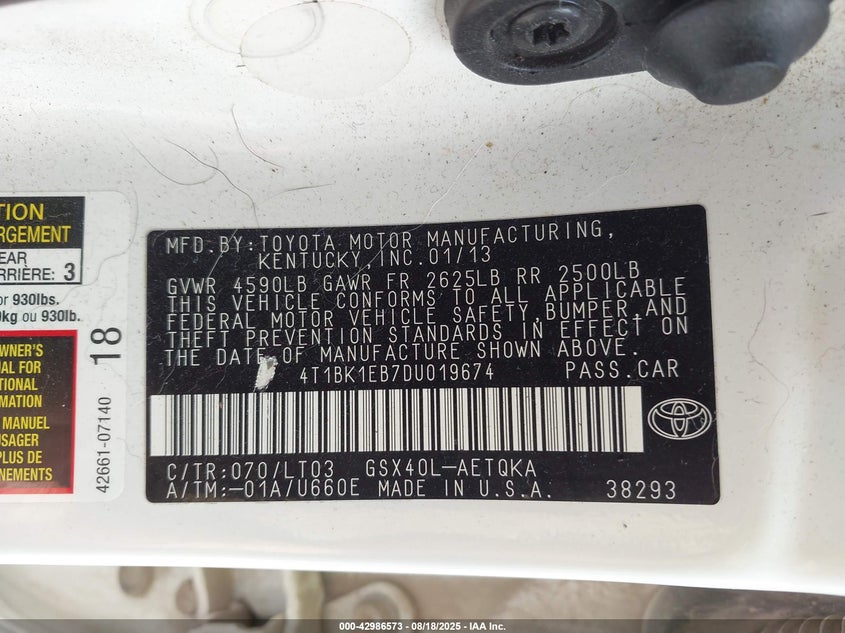 TION
RGEMENT
EAR
RRIÈRE: 3
or 930lbs.
kg ou 930lb.
WNER'S
UAL FOR
TIONAL
RMATION
MANUEL
USAGER
PLUS DE
AILS
18
42661-07140
MFD.BY:TOYOTA MOTOR MANUFACTURING,
KENTUCKY,INC.01/13
GVWR 4590LB GAWR FR 2625LB RR 2500LB
THIS VEHICLE CONFORMS TO ALL APPLICABLE
FEDERAL MOTOR VEHICLE SAFETY,BUMPER,AND
THEFT PREVENTION STANDARDS IN EFFECT ON
THE DATE OF MANUFACTURE SHOWN ABOVE.
4T1BK1EB7DU019674 PASS.CAR
C/TR:070/LT03 GSX40L-AETQKA
A/TM:-01A/U660E MADE IN U.S.A. 38293
000-42986573 - 08/18/2025 - IAA Inc.